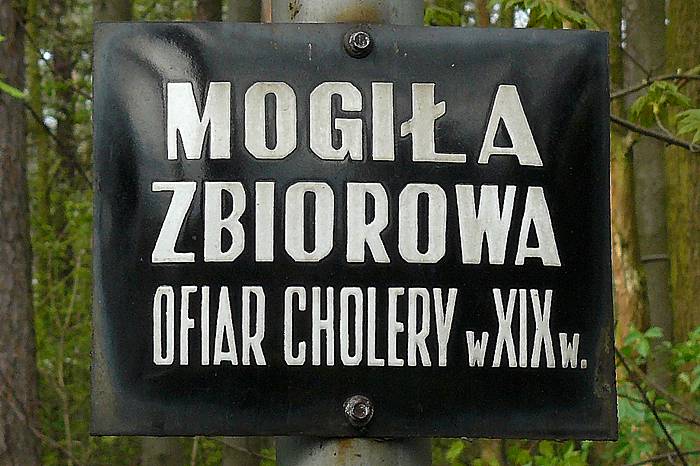 MOGIŁA
ZBIOROWA
OFIAR CHOLERY w XIX w.